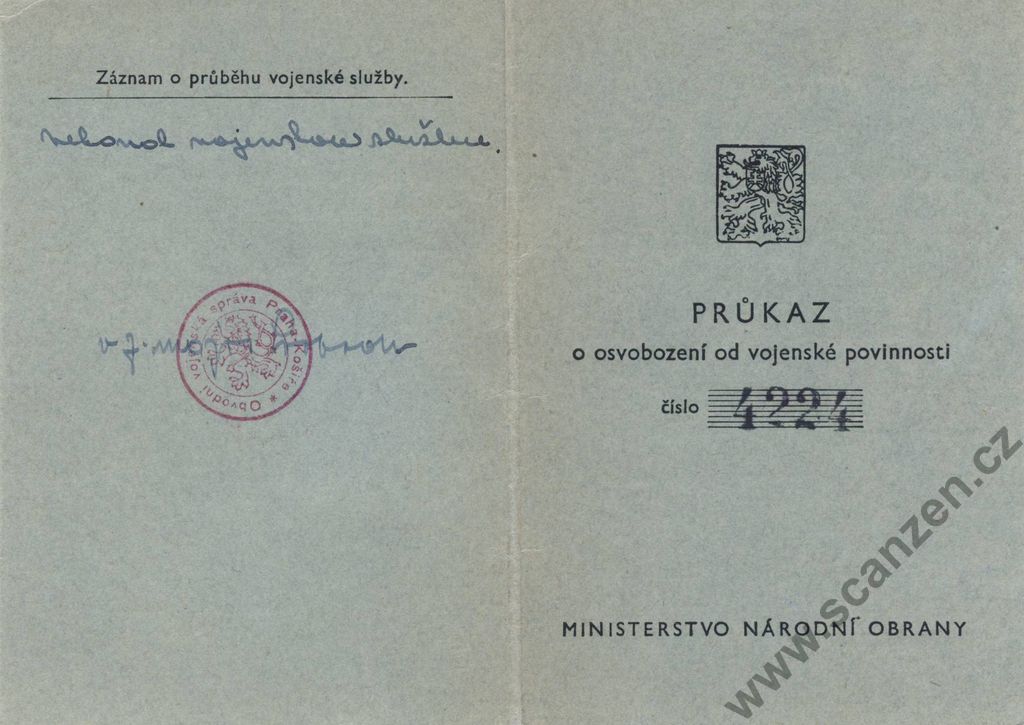 Záznam o průběhu vojenské služby.
nekonal vojenskou službu.
Obvodní vojenská správa Praha Košíře *
PRŮKAZ
o osvobození od vojenské povinnosti
číslo 4224
MINISTERSTVO NÁRODNÍ OBRANY
www.scanzen.cz